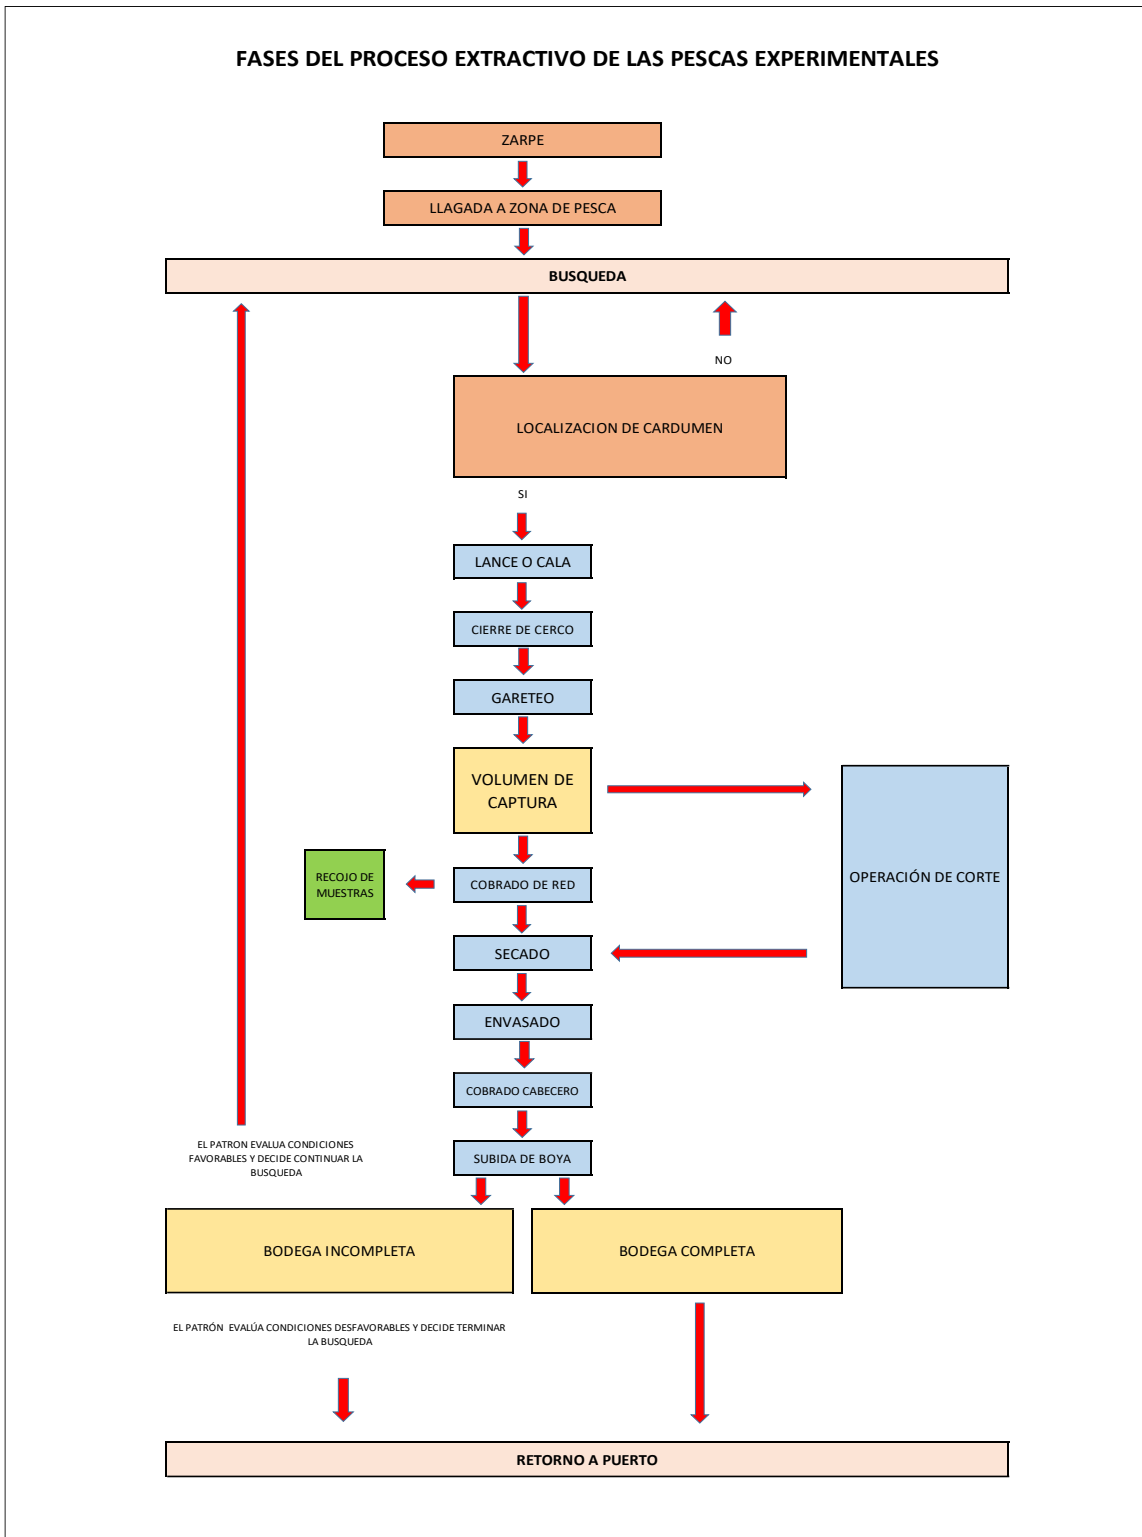 FASES DEL PROCESO EXTRACTIVO DE LAS PESCAS EXPERIMENTALES
ZARPE
LLAGADA A ZONA DE PESCA
BUSQUEDA
NO
LOCALIZACION DE CARDUMEN
SI
LANCE O CALA
CIERRE DE CERCO
GARETEO
VOLUMEN DE
CAPTURA
OPERACIÓN DE CORTE
RECOJO DE
MUESTRAS
COBRADO DE RED
SECADO
ENVASADO
COBRADO CABECERO
EL PATRON EVALUA CONDICIONES
FAVORABLES Y DECIDE CONTINUAR LA
BUSQUEDA
SUBIDA DE BOYA
BODEGA INCOMPLETA
BODEGA COMPLETA
EL PATRÓN EVALÚA CONDICIONES DESFAVORABLES Y DECIDE TERMINAR
LA BUSQUEDA
RETORNO A PUERTO